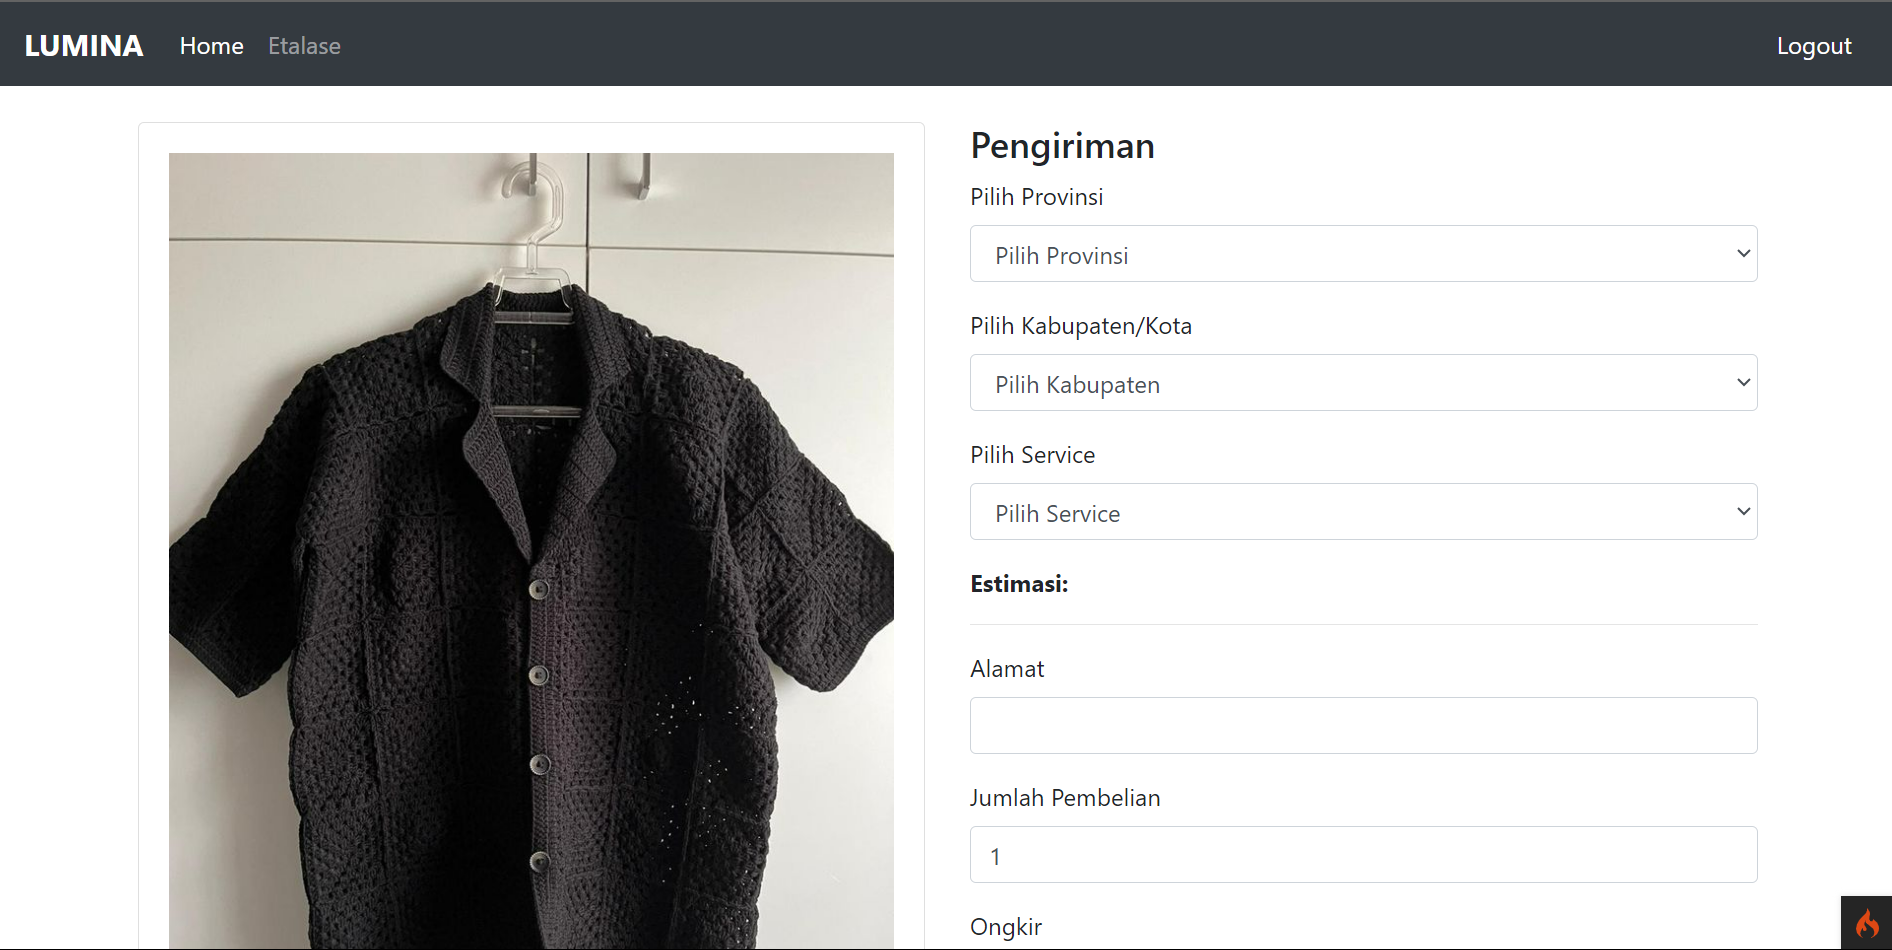 LUMINA Home Etalase Logout
Pengiriman
Pilih Provinsi
Pilih Provinsi
Pilih Kabupaten/Kota
Pilih Kabupaten
Pilih Service
Pilih Service
Estimasi:
Alamat
Jumlah Pembelian
1
Ongkir